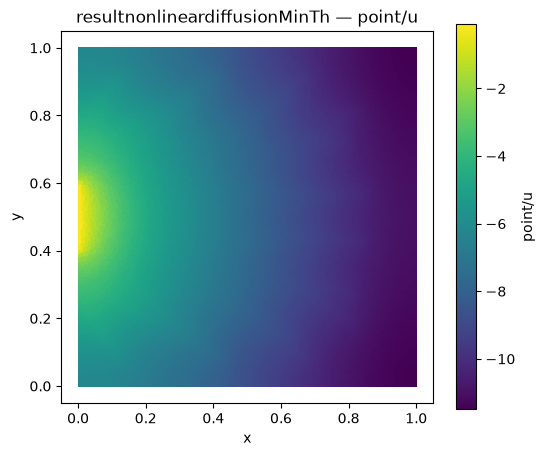 resultnonlineardiffusionMinTh — point/u
1.0
0.8
0.6
0.4
0.2
0.0
y
0.0 0.2 0.4 0.6 0.8 1.0
x
−2
−4
−6
−8
−10
point/u